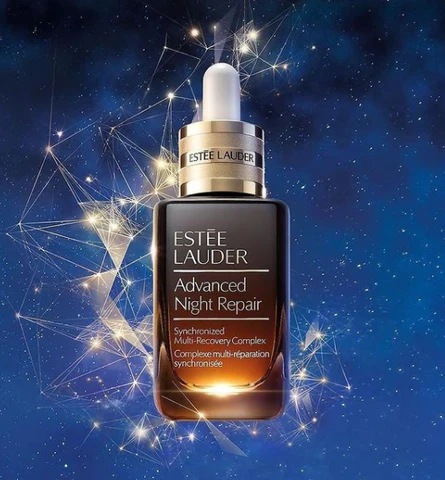 ESTĒE LAUDER
ESTĒE
LAUDER
Advanced
Night Repair
Synchronized
Multi-Recovery Complex
Complexe multi-réparation
synchronisée